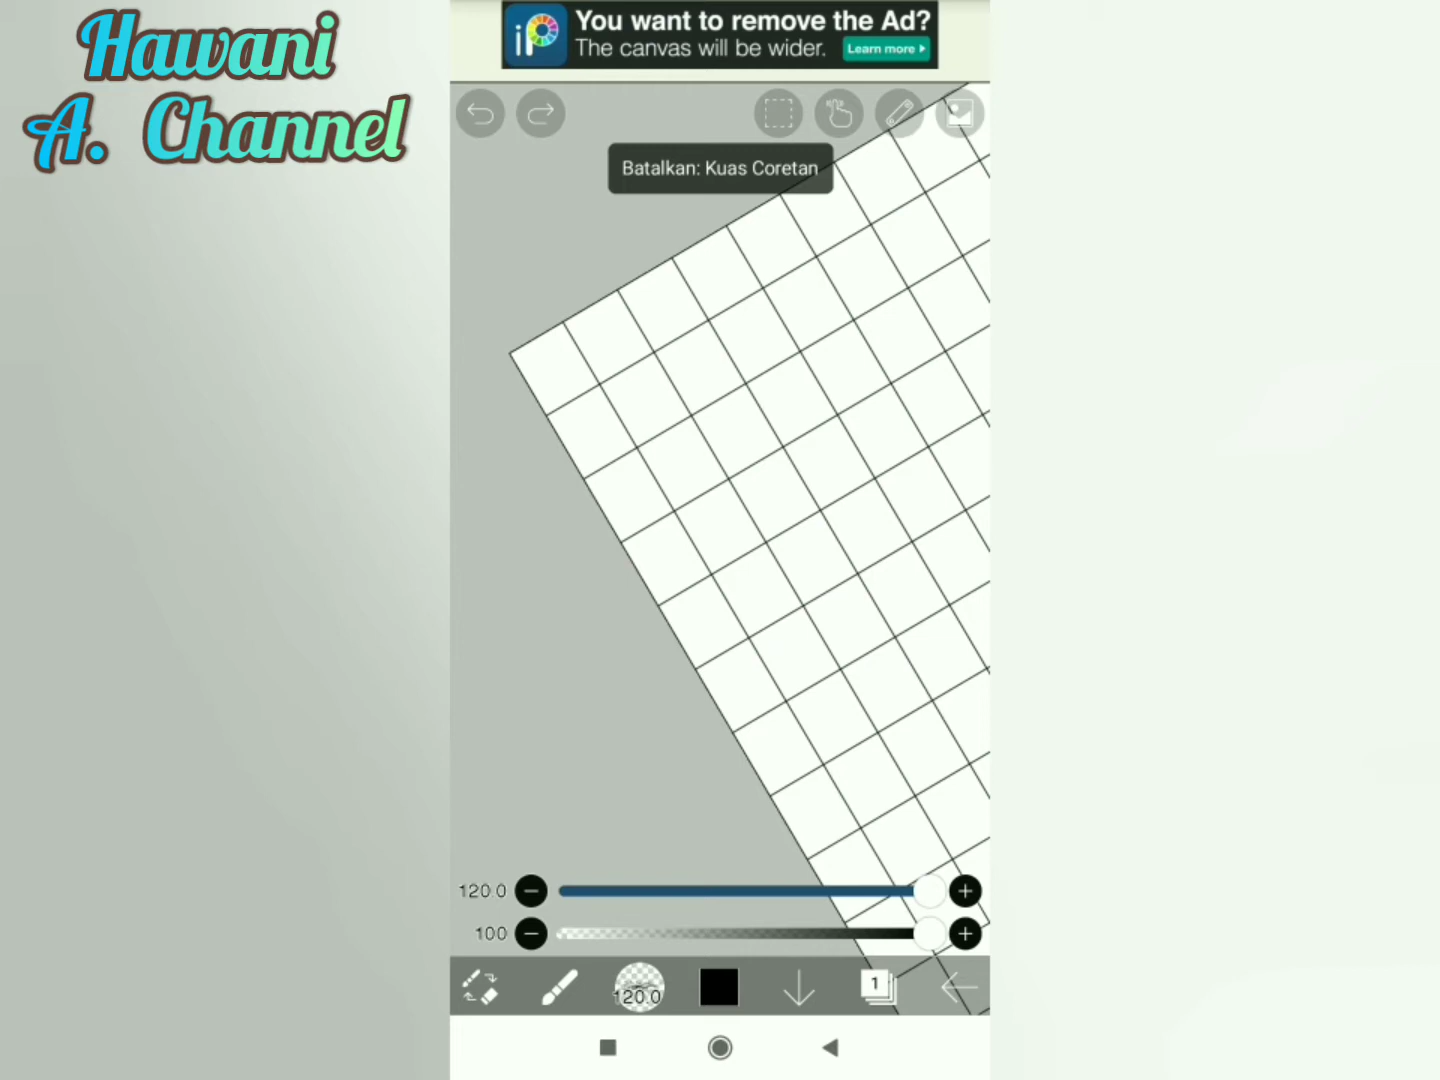 Hawani
A. Channel
iP
You want to remove the Ad?
The canvas will be wider.
Learn more
Batalkan: Kuas Coretan
120.0
100
120.0
1